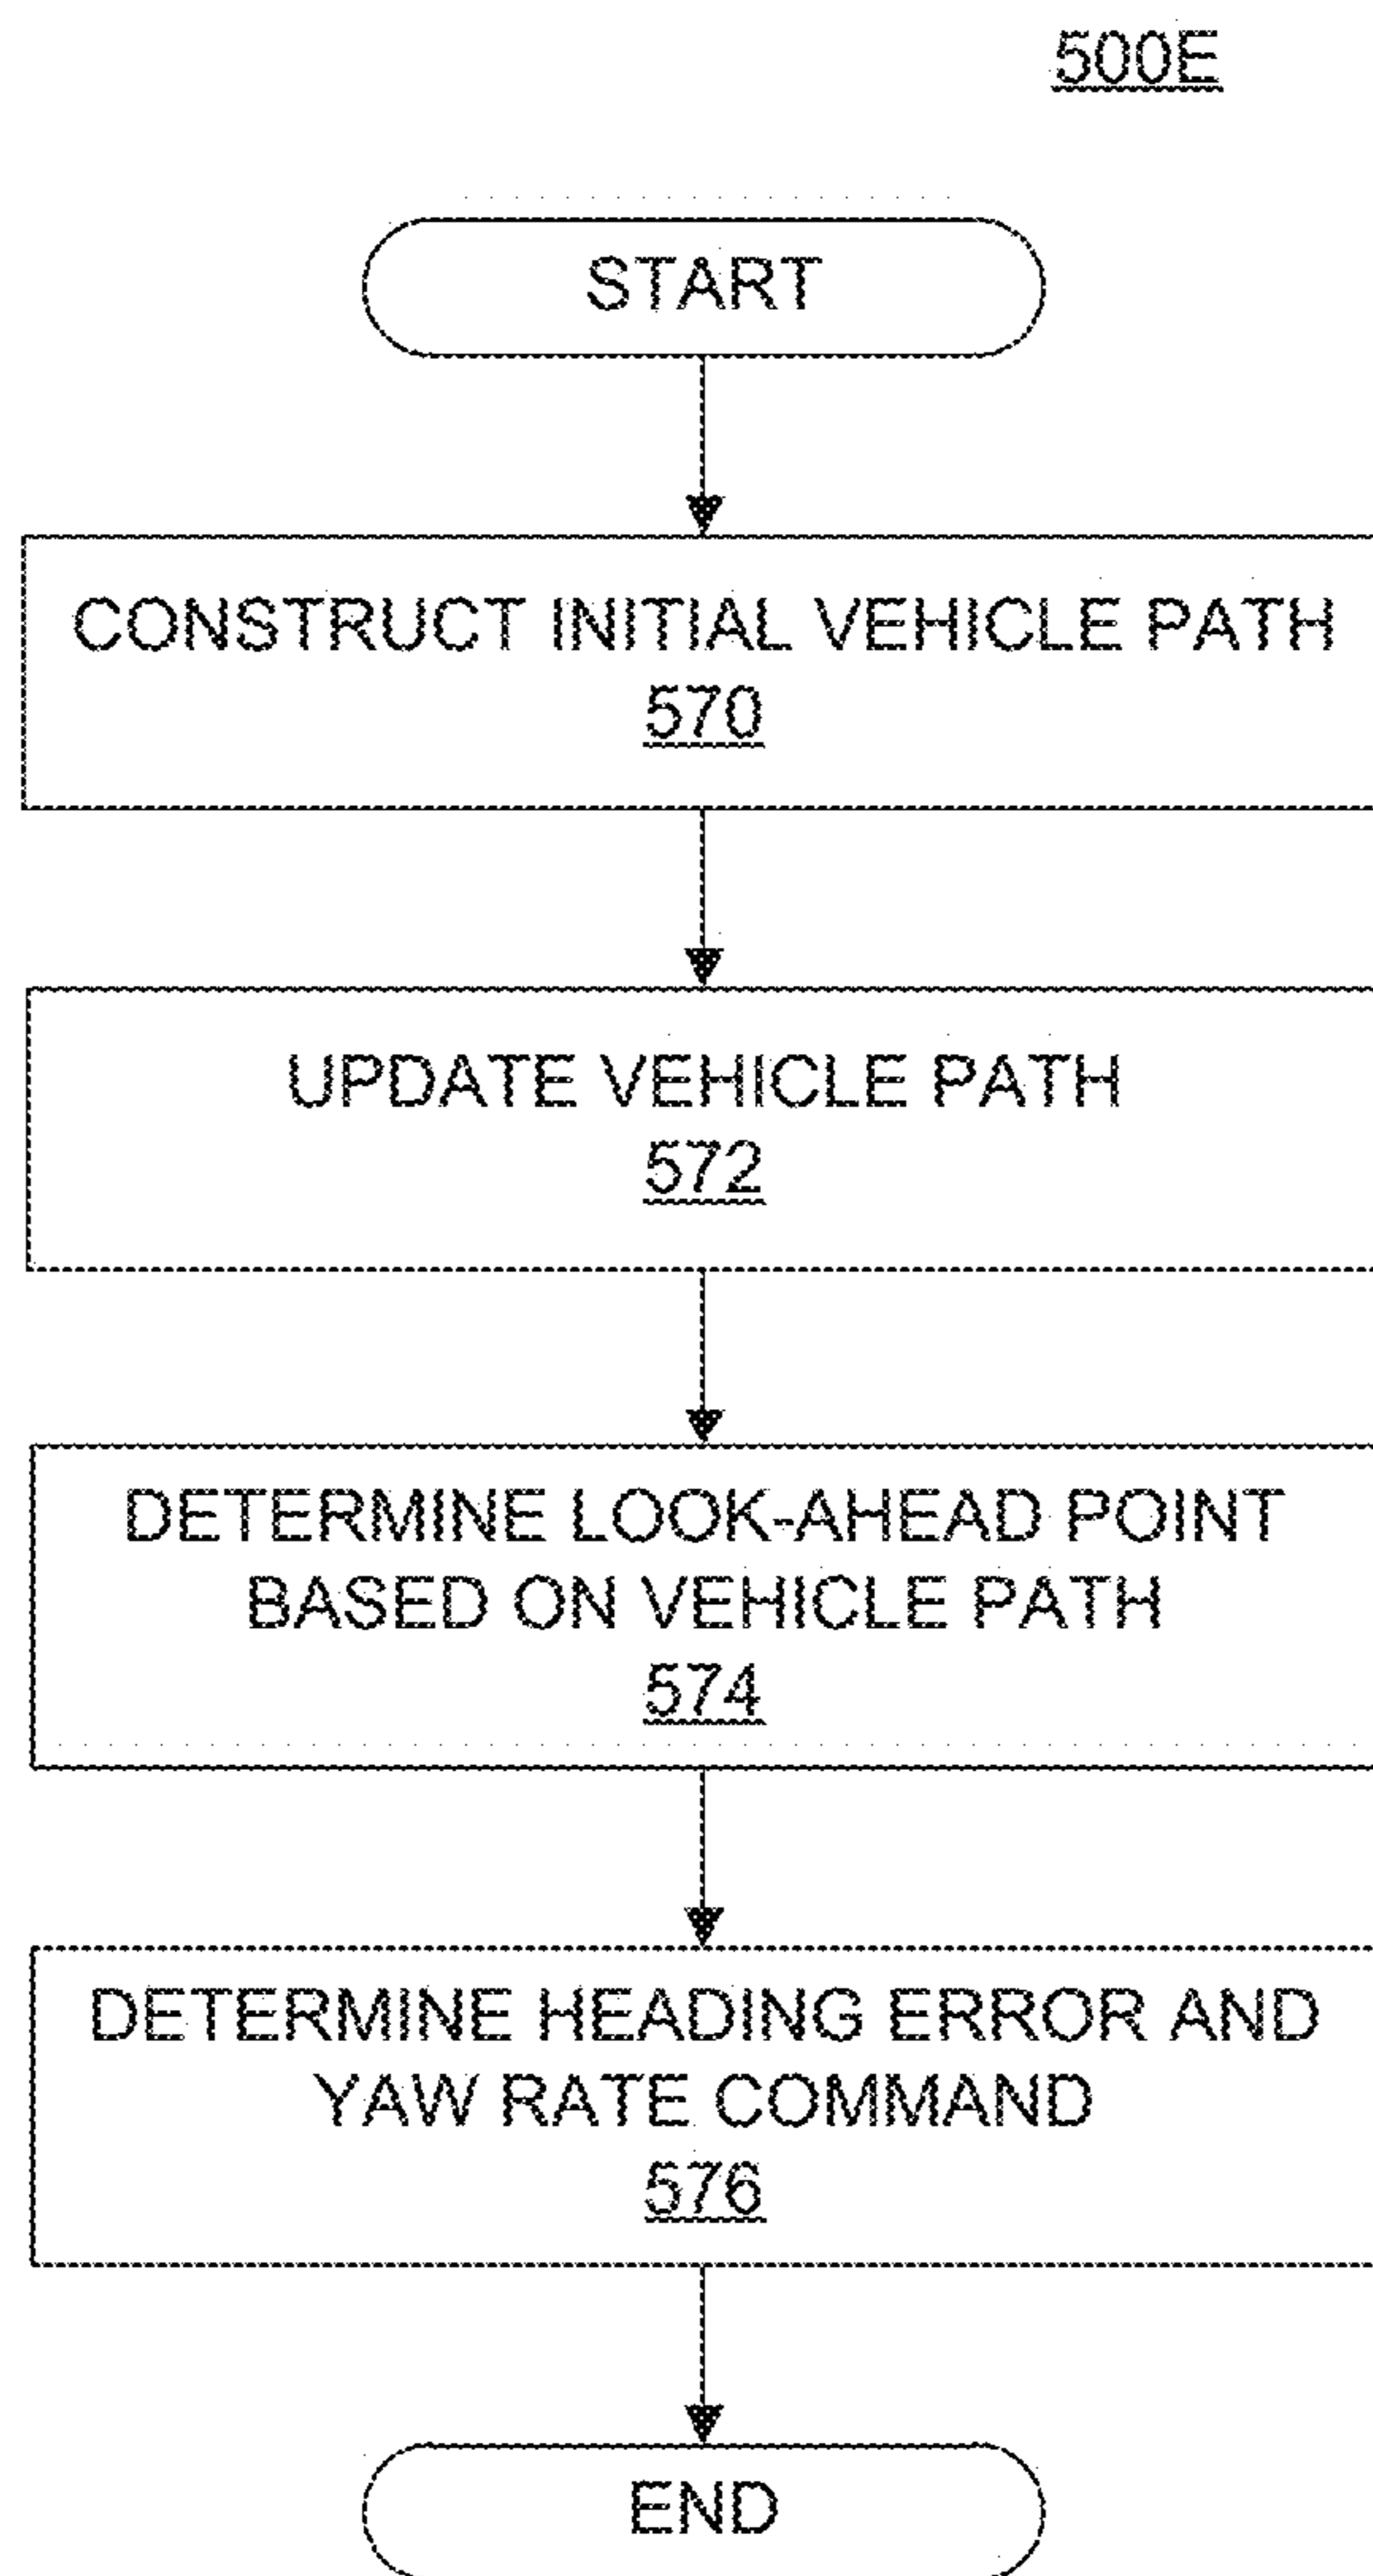 500E
START
CONSTRUCT INITIAL VEHICLE PATH
570
UPDATE VEHICLE PATH
572
DETERMINE LOOK-AHEAD POINT
BASED ON VEHICLE PATH
574
DETERMINE HEADING ERROR AND
YAW RATE COMMAND
576
END